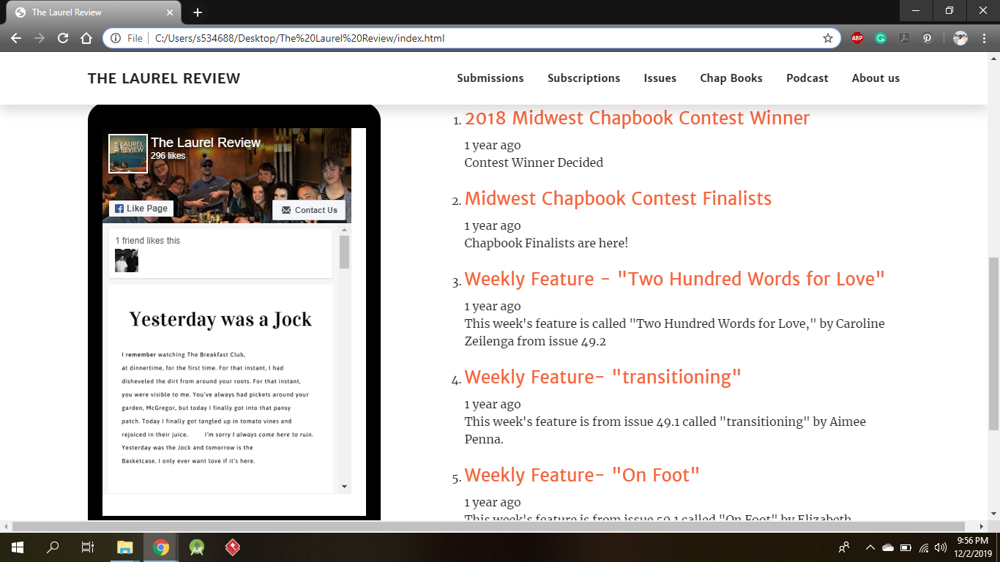 The Laurel Review
File
C:/Users/s534688/Desktop/The%20Laurel%20Review/index.html
ABP
THE LAUREL REVIEW
Submissions
Subscriptions
Issues
Chap Books
Podcast
About us
THE LAUREL
REVIEW
The Laurel Review
296 likes
Like Page
Contact Us
1 friend likes this
Yesterday was a Jock
I remember watching The Breakfast Club,
at dinnertime, for the first time. For that instant, I had
disheveled the dirt from around your roots. For that instant,
you were visible to me. You've always had pickets around your
garden, McGregor, but today I finally got into that pansy
patch. Today I finally got tangled up in tomato vines and
rejoiced in their juice. I'm sorry I always come here to ruin.
Yesterday was the Jock and tomorrow is the
Basketcase. I only ever want love if it's here.
1. 2018 Midwest Chapbook Contest Winner
1 year ago
Contest Winner Decided
2. Midwest Chapbook Contest Finalists
1 year ago
Chapbook Finalists are here!
3. Weekly Feature - "Two Hundred Words for Love"
1 year ago
This week's feature is called "Two Hundred Words for Love," by Caroline
Zeilenga from issue 49.2
4. Weekly Feature- "transitioning"
1 year ago
This week's feature is from issue 49.1 called "transitioning" by Aimee
Penna.
5. Weekly Feature- "On Foot"
1 year ago
This week's feature is from issue 50.1 called "On Foot" by Elizabeth
9:56 PM
12/2/2019